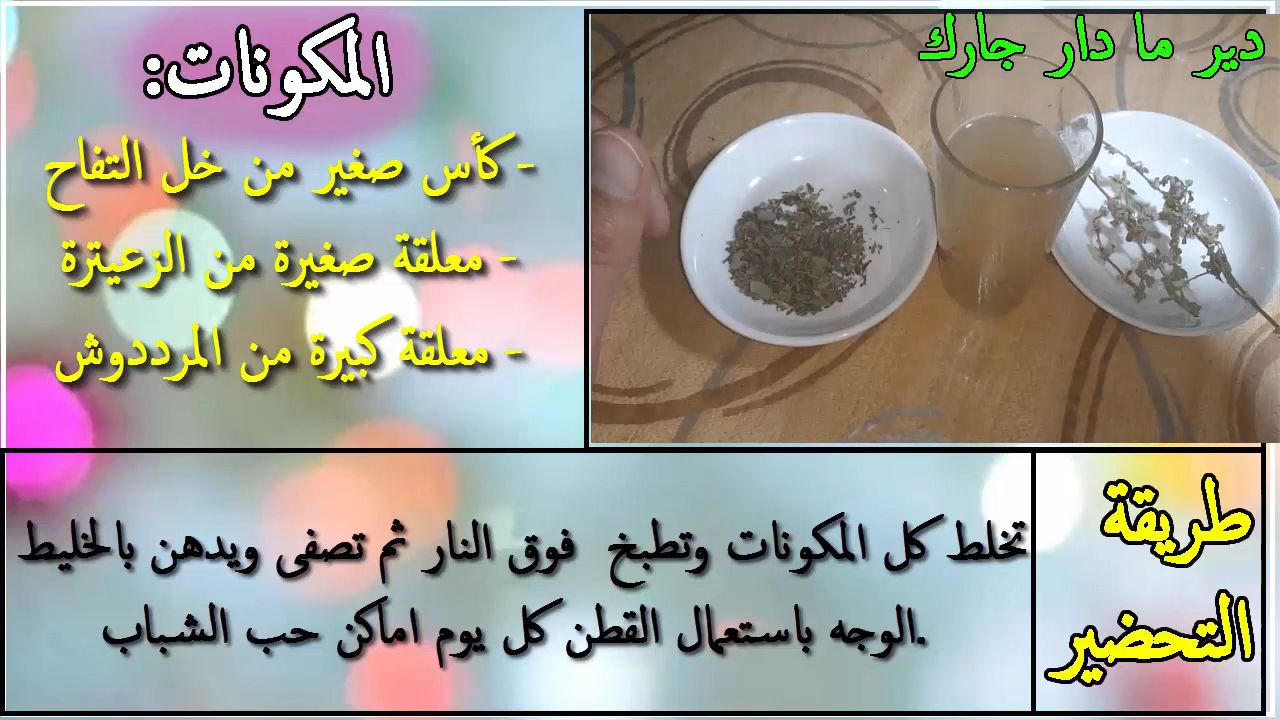 دير ما دار جارك
المكونات:
- كأس صغير من خل التفاح
- معلقة صغيرة من الزعيترة
- معلقة كبيرة من المرددوش
طريقة
التحضير
تخلط كل المكونات وتطبخ فوق النار ثم تصفى ويدهن بالخليط
الوجه باستعمال القطن كل يوم اماكن حب الشباب.